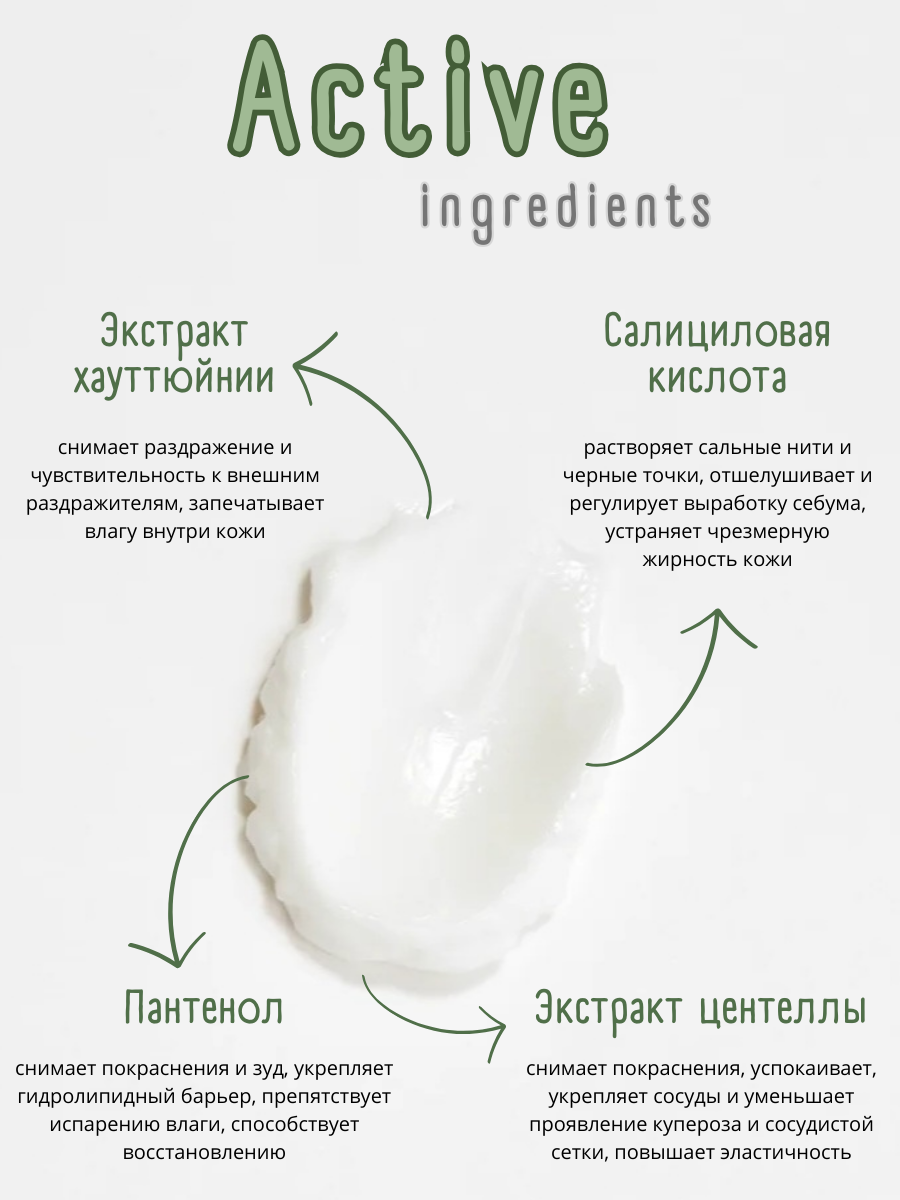 Active
ingredients
Экстракт
хауттюйнии
снимает раздражение и
чувствительность к внешним
раздражителям, запечатывает
влагу внутри кожи
Салициловая
кислота
растворяет сальные нити и
черные точки, отшелушивает и
регулирует выработку себума,
устраняет чрезмерную
жирность кожи
Пантенол
снимает покраснения и зуд, укрепляет
гидролипидный барьер, препятствует
испарению влаги, способствует
восстановлению
Экстракт центеллы
снимает покраснения, успокаивает,
укрепляет сосуды и уменьшает
проявление купероза и сосудистой
сетки, повышает эластичность